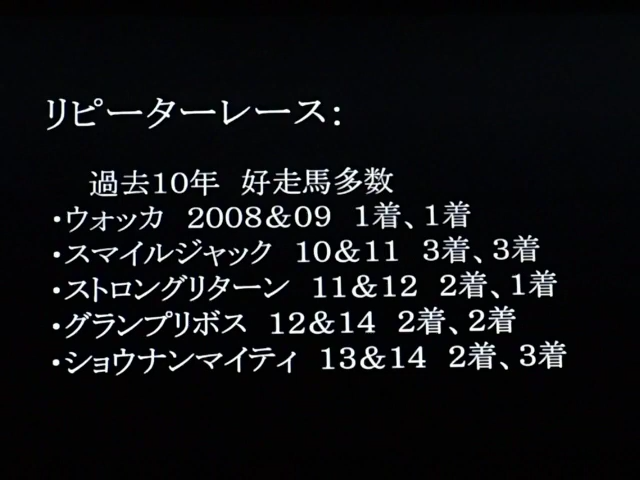 リピーターレース:
過去10年 好走馬多数
・ウォッカ 2008&09 1着、1着
・スマイルジャック 10&11 3着、3着
・ストロングリターン 11&12 2着、1着
・グランプリボス 12&14 2着、2着
・ショウナンマイティ 13&14 2着、3着